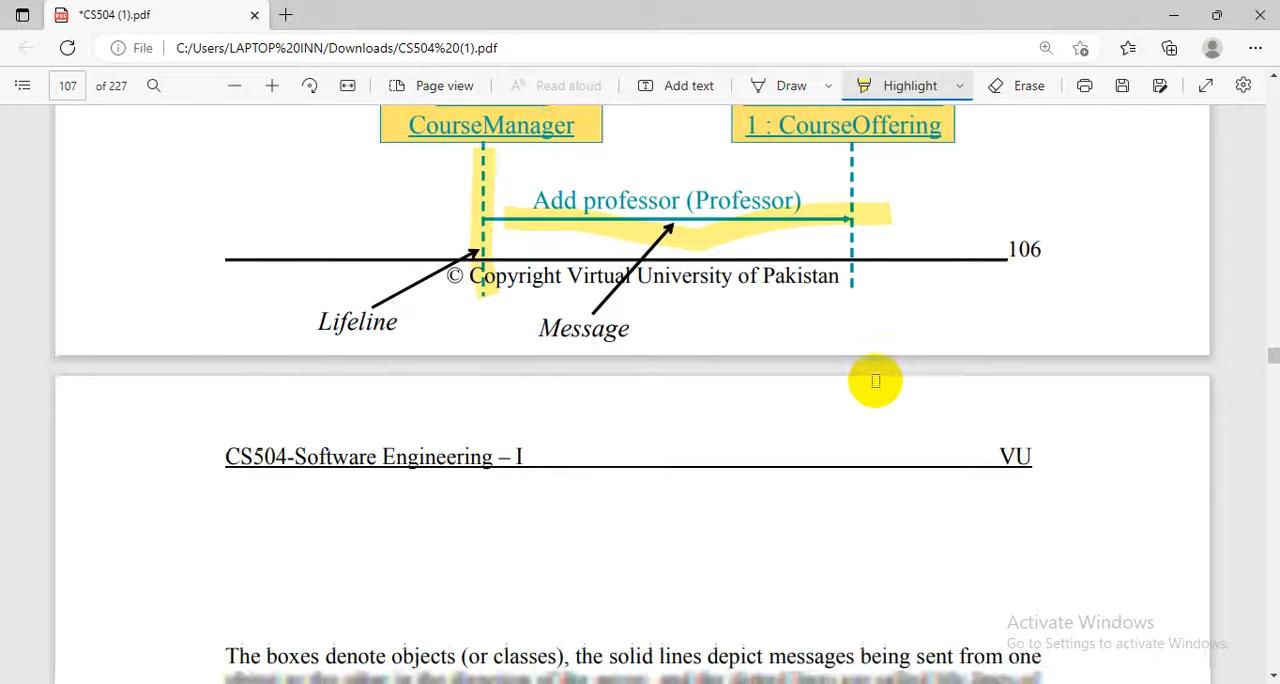 *CS504 (1).pdf
File
C:/Users/LAPTOP%20INN/Downloads/CS504%20(1).pdf
107
of 227
Page view
Read aloud
Add text
Draw
Highlight
Erase
CourseManager
1 : CourseOffering
Add professor (Professor)
106
© Copyright Virtual University of Pakistan
Lifeline
Message
CS504-Software Engineering – I
VU
Activate Windows
Go to Settings to activate Windows.
The boxes denote objects (or classes), the solid lines depict messages being sent from one